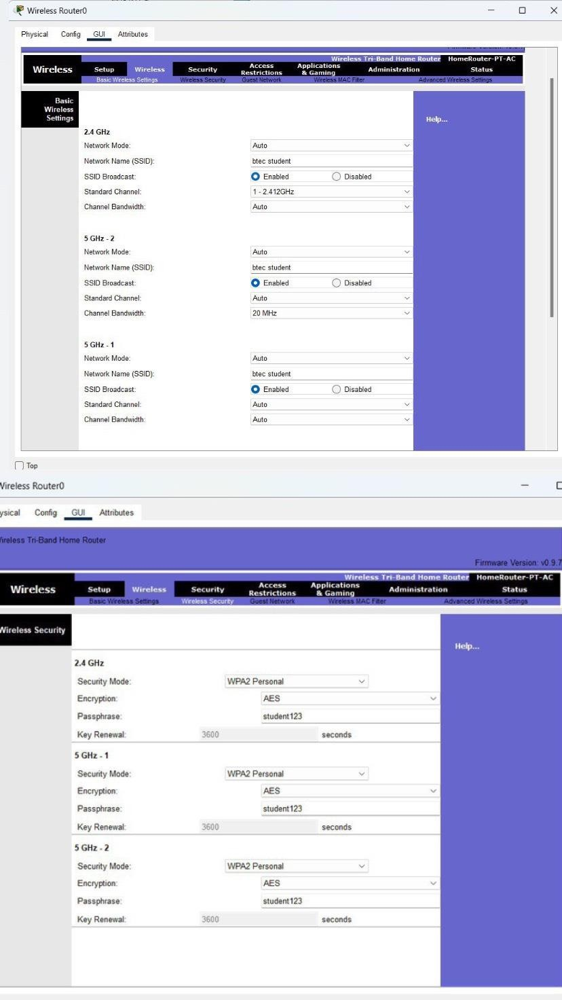 Wireless Router0
Physical Config GUI Attributes
Wireless Tri-Band Home Router HomeRouter-PT-AC
Wireless Setup Wireless Security Access Restrictions Applications & Gaming Administration Status
Basic Wireless Settings Wireless Security Guest Network Wireless MAC Filter Advanced Wireless Settings
Basic
Wireless
Settings
Help...
2.4 GHz
Network Mode: Auto
Network Name (SSID): btec student
SSID Broadcast: Enabled Disabled
Standard Channel: 1 - 2.412GHz
Channel Bandwidth: Auto
5 GHz - 2
Network Mode: Auto
Network Name (SSID): btec student
SSID Broadcast: Enabled Disabled
Standard Channel: Auto
Channel Bandwidth: 20 MHz
5 GHz - 1
Network Mode: Auto
Network Name (SSID): btec student
SSID Broadcast: Enabled Disabled
Standard Channel: Auto
Channel Bandwidth: Auto
Top
Wireless Router0
ysical Config GUI Attributes
ireless Tri-Band Home Router
Firmware Version: v0.9.7
Wireless Tri-Band Home Router HomeRouter-PT-AC
Wireless Setup Wireless Security Access Restrictions Applications & Gaming Administration Status
Basic Wireless Settings Wireless Security Guest Network Wireless MAC Filter Advanced Wireless Settings
Wireless Security
Help...
2.4 GHz
Security Mode: WPA2 Personal
Encryption: AES
Passphrase: student123
Key Renewal: 3600 seconds
5 GHz - 1
Security Mode: WPA2 Personal
Encryption: AES
Passphrase: student123
Key Renewal: 3600 seconds
5 GHz - 2
Security Mode: WPA2 Personal
Encryption: AES
Passphrase: student123
Key Renewal: 3600 seconds